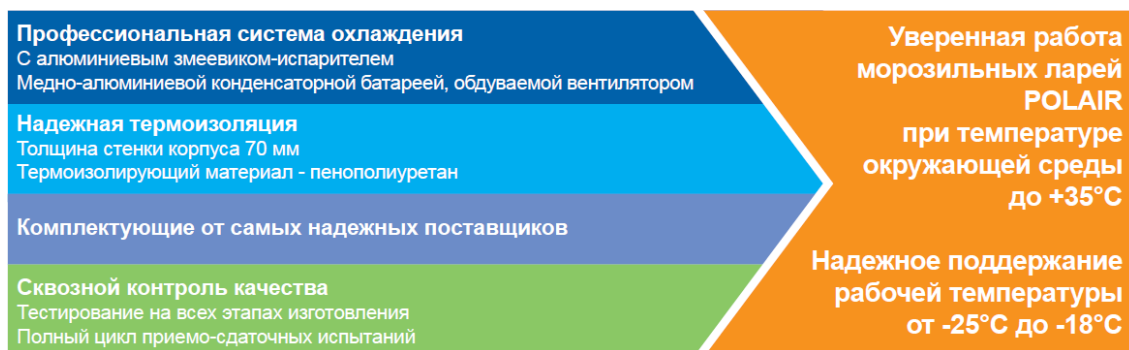 Профессиональная система охлаждения
С алюминиевым змеевиком-испарителем
Медно-алюминиевой конденсаторной батареей, обдуваемой вентилятором
Надежная термоизоляция
Толщина стенки корпуса 70 мм
Термоизолирующий материал - пенополиуретан
Комплектующие от самых надежных поставщиков
Сквозной контроль качества
Тестирование на всех этапах изготовления
Полный цикл приемо-сдаточных испытаний
Уверенная работа
морозильных ларей
POLAIR
при температуре
окружающей среды
до +35°C
Надежное поддержание
рабочей температуры
от -25°C до -18°C